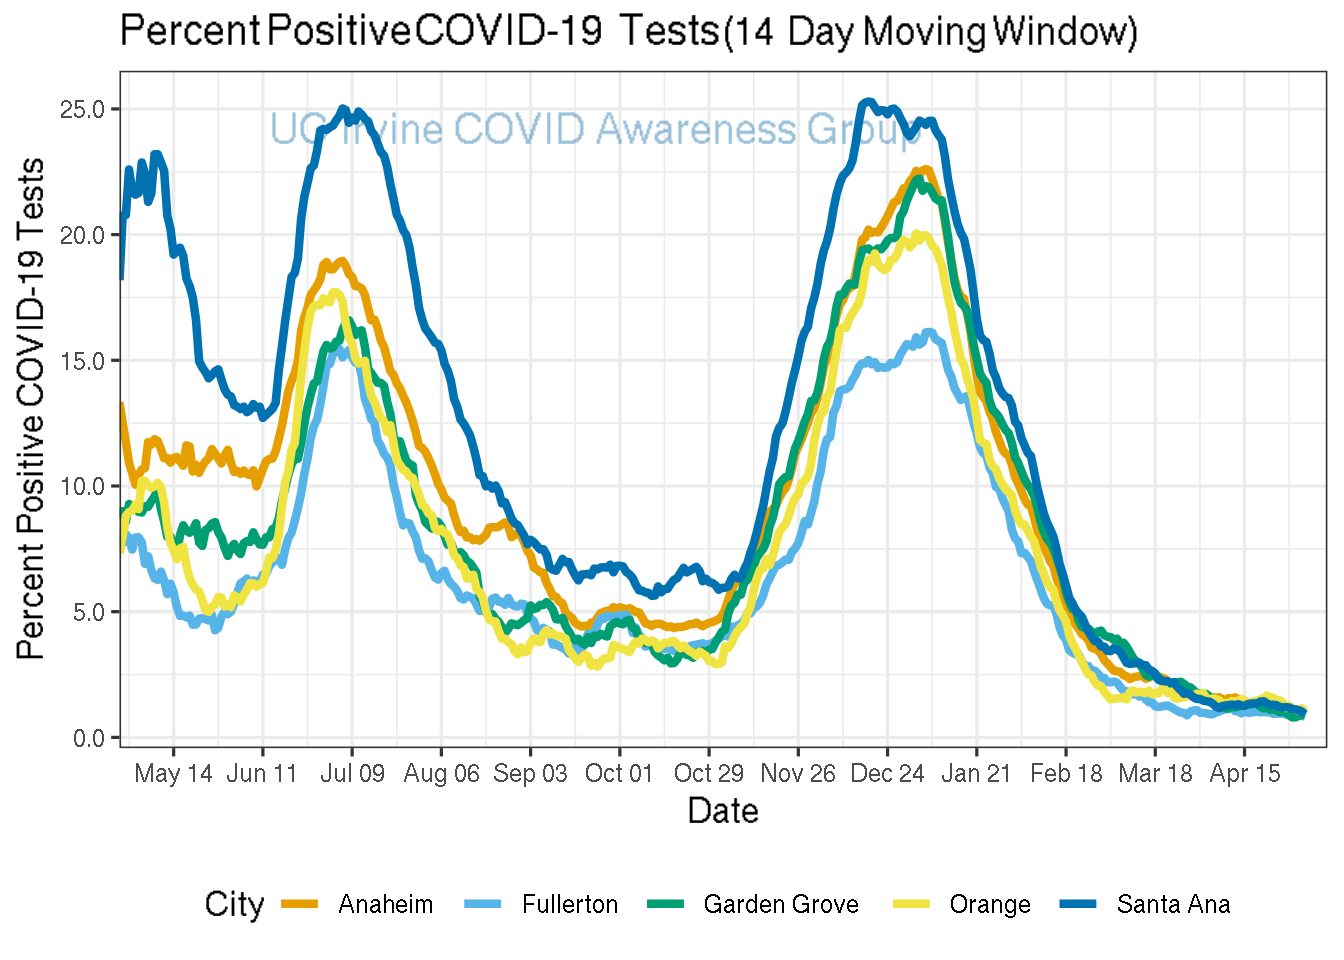 Percent Positive COVID-19 Tests(14 Day Moving Window)
UC Irvine COVID Awareness Group
Percent Positive COVID-19 Tests
25.0
20.0
15.0
10.0
5.0
0.0
May 14 Jun 11 Jul 09 Aug 06 Sep 03 Oct 01 Oct 29 Nov 26 Dec 24 Jan 21 Feb 18 Mar 18 Apr 15
Date
City Anaheim Fullerton Garden Grove Orange Santa Ana